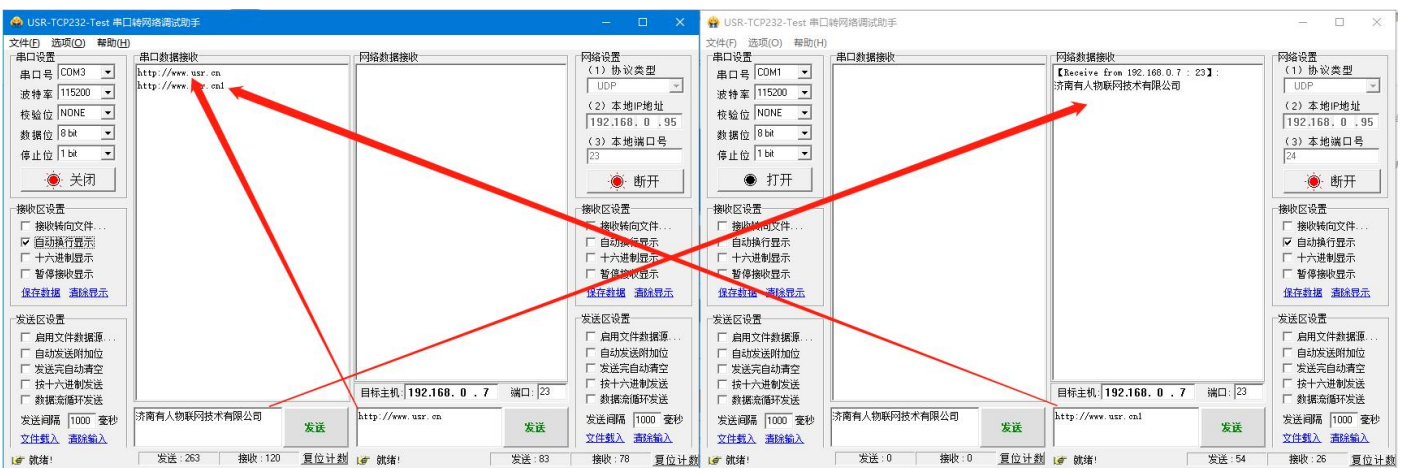 USR-TCP232-Test 串口转网络调试助手
文件(F) 选项(O) 帮助(H)
串口设置
串口号 COM3
波特率 115200
校验位 NONE
数据位 8 bit
停止位 1 bit
关闭
接收区设置
接收转向文件...
自动换行显示
十六进制显示
暂停接收显示
保存数据 清除显示
发送区设置
启用文件数据源...
自动发送附加位
发送完自动清空
按十六进制发送
数据流循环发送
发送间隔 1000 毫秒
文件载入 清除输入
串口数据接收
http://www.usr.cn
http://www.usr.cn1
济南有人物联网技术有限公司
发送
网络数据接收
目标主机: 192.168. 0 . 7 端口: 23
http://www.usr.cn
发送
网络设置
(1) 协议类型
UDP
(2) 本地IP地址
192.168. 0 .95
(3) 本地端口号
23
断开
接收区设置
接收转向文件...
自动换行显示
十六进制显示
暂停接收显示
保存数据 清除显示
发送区设置
启用文件数据源...
自动发送附加位
发送完自动清空
按十六进制发送
数据流循环发送
发送间隔 1000 毫秒
文件载入 清除输入
就绪! 发送:263 接收:120 复位计数 就绪! 发送:83 接收:78 复位计数
USR-TCP232-Test 串口转网络调试助手
文件(F) 选项(O) 帮助(H)
串口设置
串口号 COM1
波特率 115200
校验位 NONE
数据位 8 bit
停止位 1 bit
打开
接收区设置
接收转向文件...
自动换行显示
十六进制显示
暂停接收显示
保存数据 清除显示
发送区设置
启用文件数据源...
自动发送附加位
发送完自动清空
按十六进制发送
数据流循环发送
发送间隔 1000 毫秒
文件载入 清除输入
串口数据接收
济南有人物联网技术有限公司
发送
网络数据接收
【Receive from 192.168.0.7 : 23】:
济南有人物联网技术有限公司
目标主机: 192.168. 0 . 7 端口: 23
http://www.usr.cn1
发送
网络设置
(1) 协议类型
UDP
(2) 本地IP地址
192.168. 0 .95
(3) 本地端口号
24
断开
接收区设置
接收转向文件...
自动换行显示
十六进制显示
暂停接收显示
保存数据 清除显示
发送区设置
启用文件数据源...
自动发送附加位
发送完自动清空
按十六进制发送
数据流循环发送
发送间隔 1000 毫秒
文件载入 清除输入
就绪! 发送:0 接收:0 复位计数 就绪! 发送:54 接收:26 复位计数